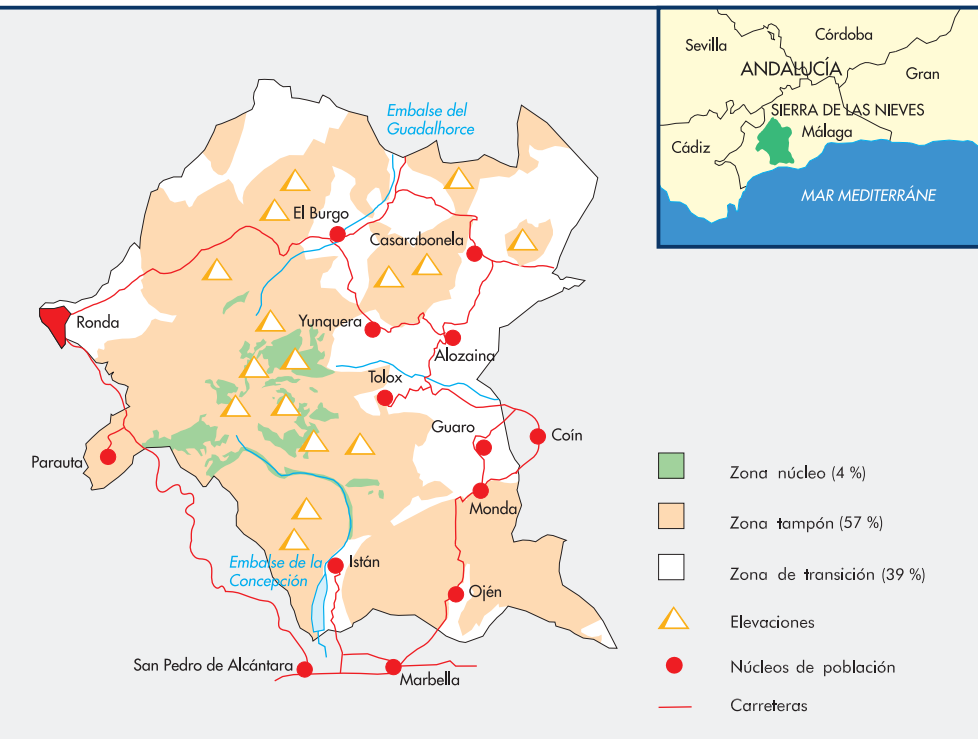 Embalse del
Guadalhorce
El Burgo
Casarabonela
Ronda
Yunquera
Alozaina
Tolox
Guaro
Coín
Parauta
Monda
Embalse de la
Concepción
Istán
Ojén
San Pedro de Alcántara
Marbella
Sevilla
Córdoba
ANDALUCÍA
Gran
SIERRA DE LAS NIEVES
Málaga
Cádiz
MAR MEDITERRÁNE
Zona núcleo (4 %)
Zona tampón (57 %)
Zona de transición (39 %)
Elevaciones
Núcleos de población
Carreteras